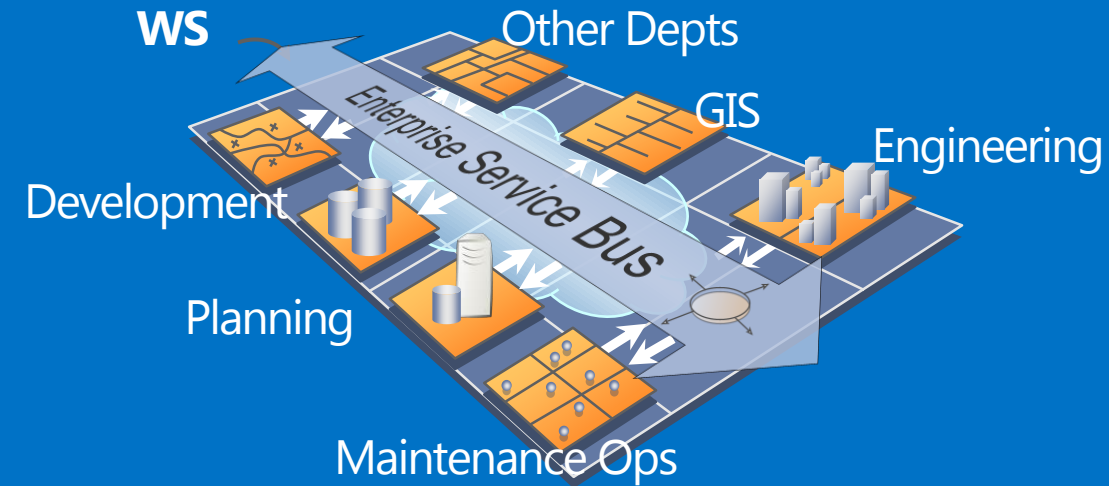 WS
Other Depts
GIS
Engineering
Enterprise Service Bus
Development
Planning
Maintenance Ops